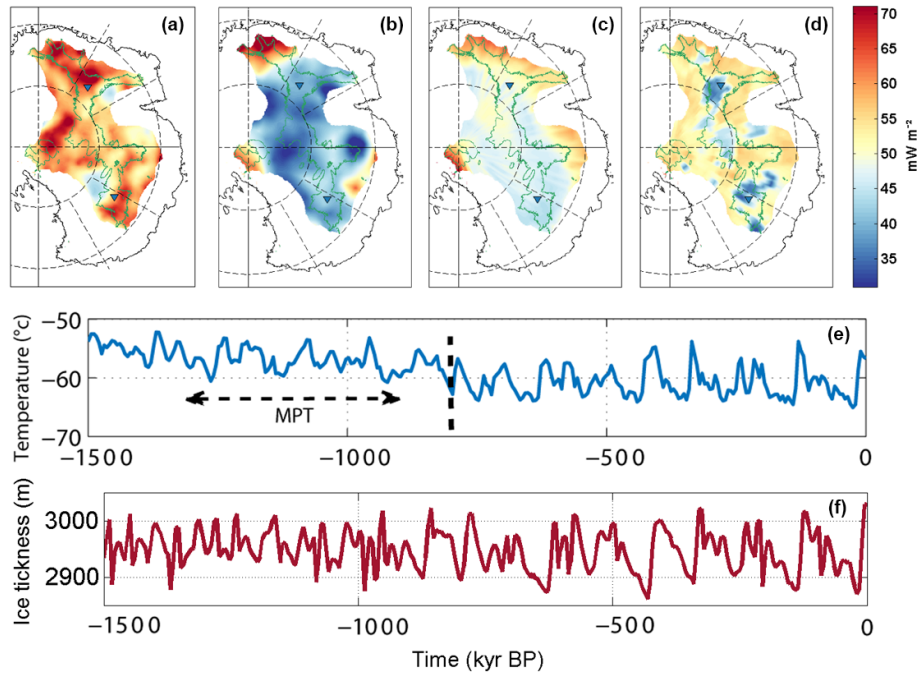 (a) (b) (c) (d)
70
65
60
55
50
45
40
35
mW m⁻²
(e)
Temperature (°c)
−50
−60
−70
MPT
−1500 −1000 −500 0
(f)
Ice tickness (m)
3000
2900
−1500 −1000 −500 0
Time (kyr BP)